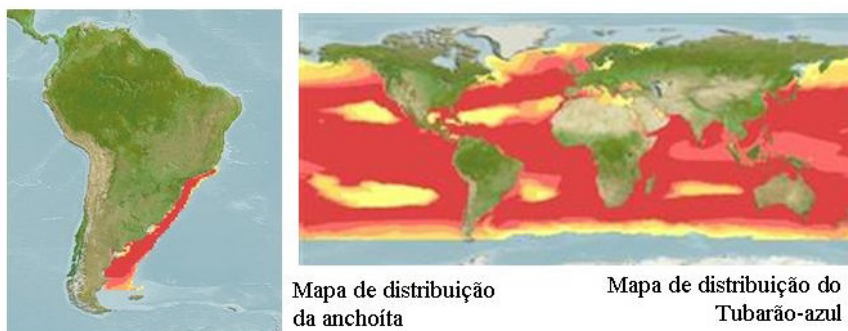 Mapa de distribuição
da anchoíta
Mapa de distribuição do
Tubarão-azul